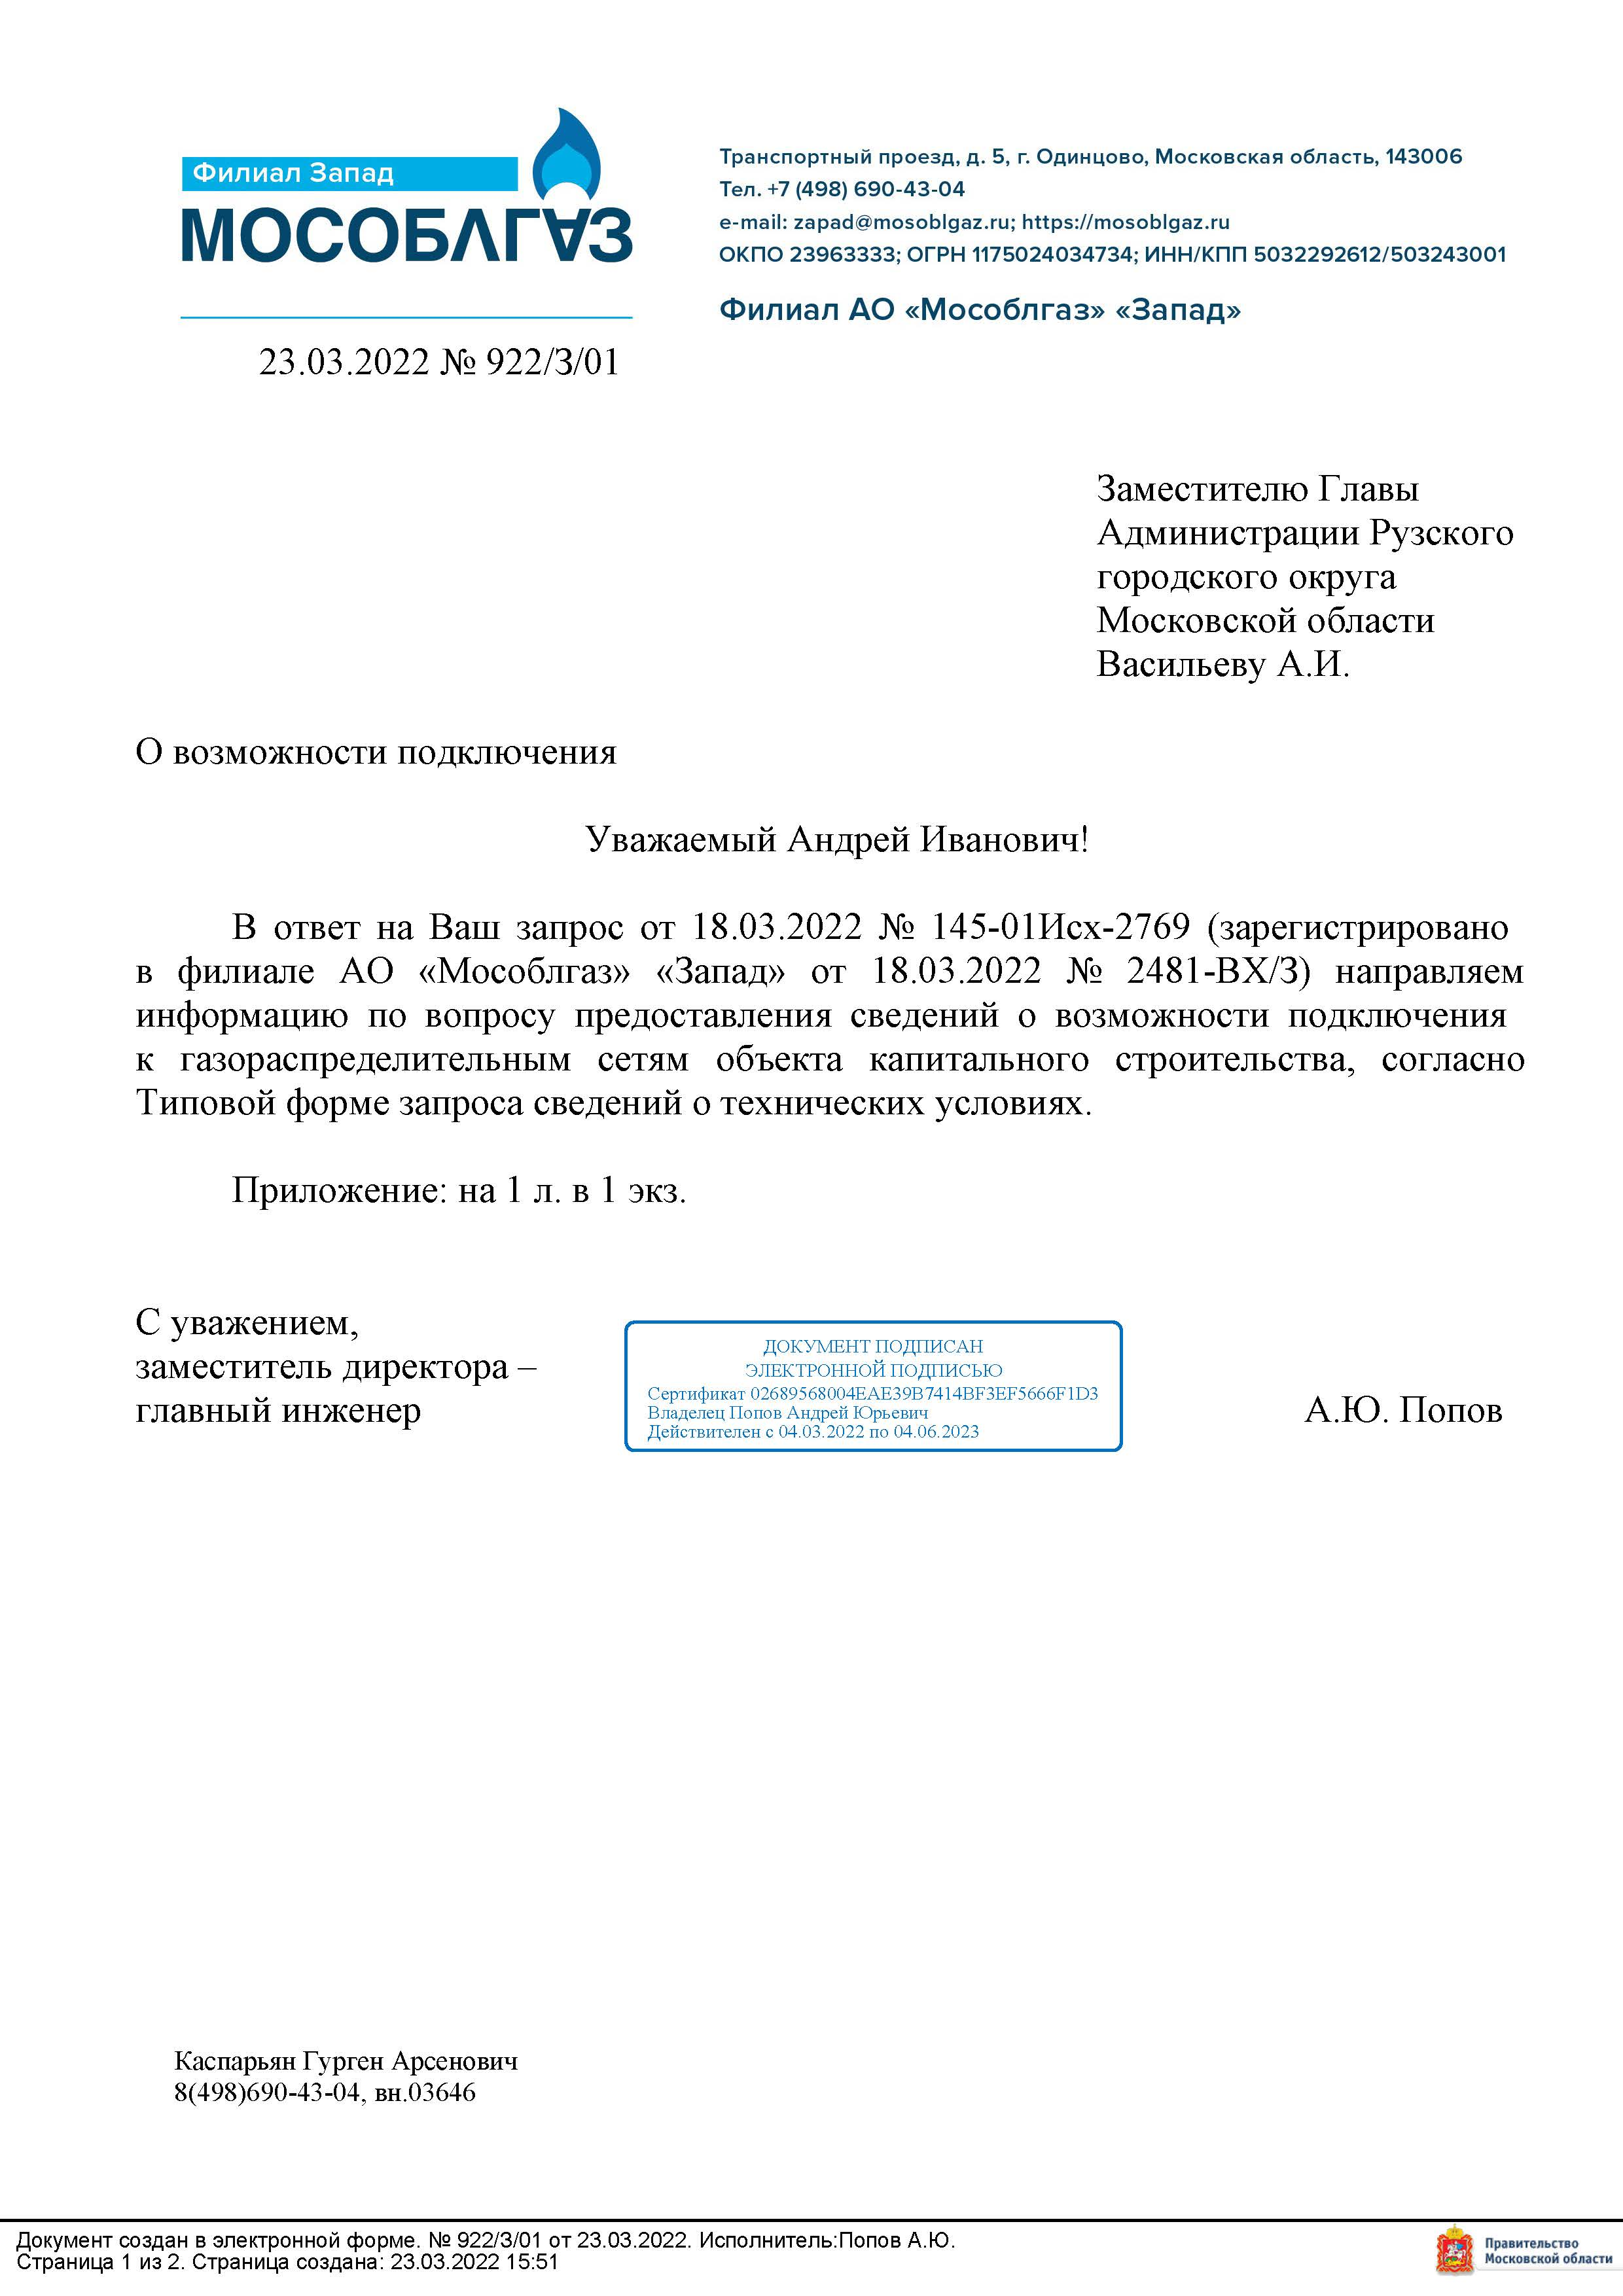 Филиал Запад
МОСОБЛГАЗ
Транспортный проезд, д. 5, г. Одинцово, Московская область, 143006
Тел. +7 (498) 690-43-04
e-mail: zapad@mosoblgaz.ru; https://mosoblgaz.ru
ОКПО 23963333; ОГРН 1175024034734; ИНН/КПП 5032292612/503243001
Филиал АО «Мособлгаз» «Запад»
23.03.2022 № 922/З/01
Заместителю Главы
Администрации Рузского
городского округа
Московской области
Васильеву А.И.
О возможности подключения
Уважаемый Андрей Иванович!
В ответ на Ваш запрос от 18.03.2022 № 145-01Исх-2769 (зарегистрировано
в филиале АО «Мособлгаз» «Запад» от 18.03.2022 № 2481-ВХ/З) направляем
информацию по вопросу предоставления сведений о возможности подключения
к газораспределительным сетям объекта капитального строительства, согласно
Типовой форме запроса сведений о технических условиях.
Приложение: на 1 л. в 1 экз.
С уважением,
заместитель директора –
главный инженер
ДОКУМЕНТ ПОДПИСАН
ЭЛЕКТРОННОЙ ПОДПИСЬЮ
Сертификат 02689568004EAE39B7414BF3EF5666F1D3
Владелец Попов Андрей Юрьевич
Действителен с 04.03.2022 по 04.06.2023
А.Ю. Попов
Каспарьян Гурген Арсенович
8(498)690-43-04, вн.03646
Документ создан в электронной форме. № 922/З/01 от 23.03.2022. Исполнитель:Попов А.Ю.
Страница 1 из 2. Страница создана: 23.03.2022 15:51
Правительство
Московской области